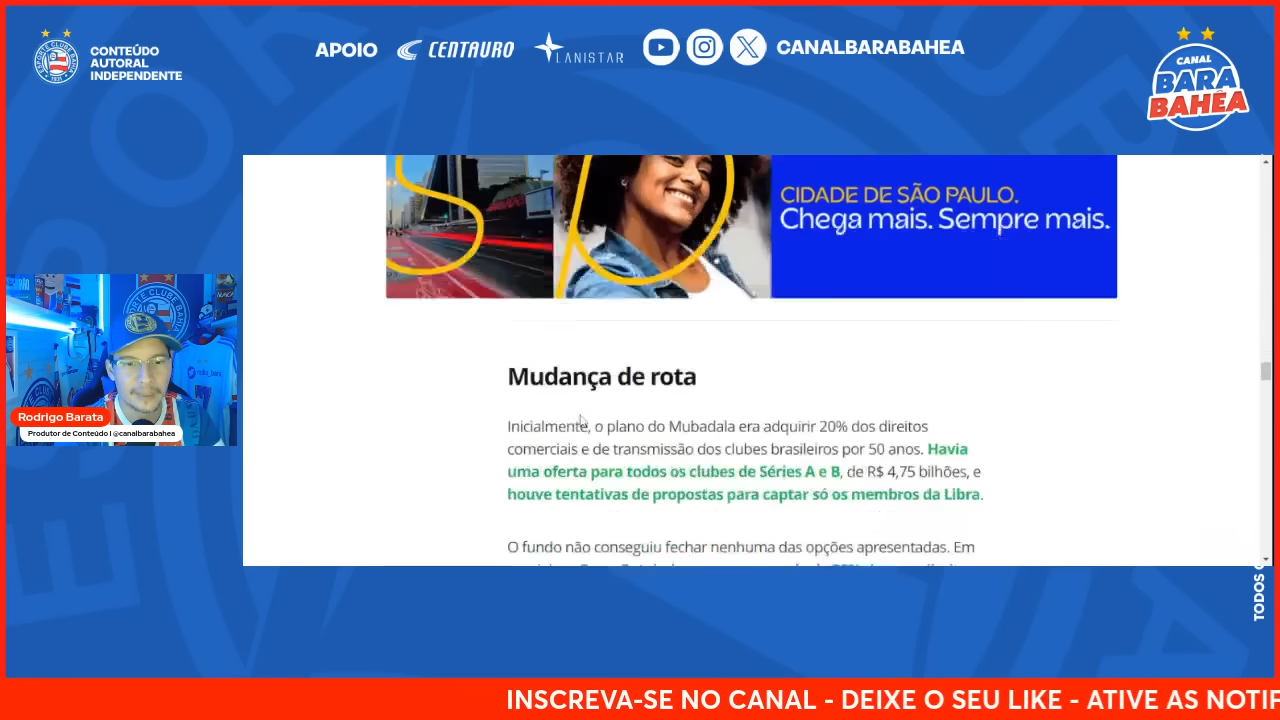 CONTEÚDO
AUTORAL
INDEPENDENTE
APOIO
CENTAURO
LANISTAR
CANALBARABAHEA
CANAL
BARA
BAHÊA
CIDADE DE SÃO PAULO.
Chega mais. Sempre mais.
Mudança de rota
Inicialmente, o plano do Mubadala era adquirir 20% dos direitos
comerciais e de transmissão dos clubes brasileiros por 50 anos. Havia
uma oferta para todos os clubes de Séries A e B, de R$ 4,75 bilhões, e
houve tentativas de propostas para captar só os membros da Libra.
O fundo não conseguiu fechar nenhuma das opções apresentadas. Em
Rodrigo Barata
Produtor de Conteúdo | @canalbarabahea
TODOS
INSCREVA-SE NO CANAL - DEIXE O SEU LIKE - ATIVE AS NOTIF